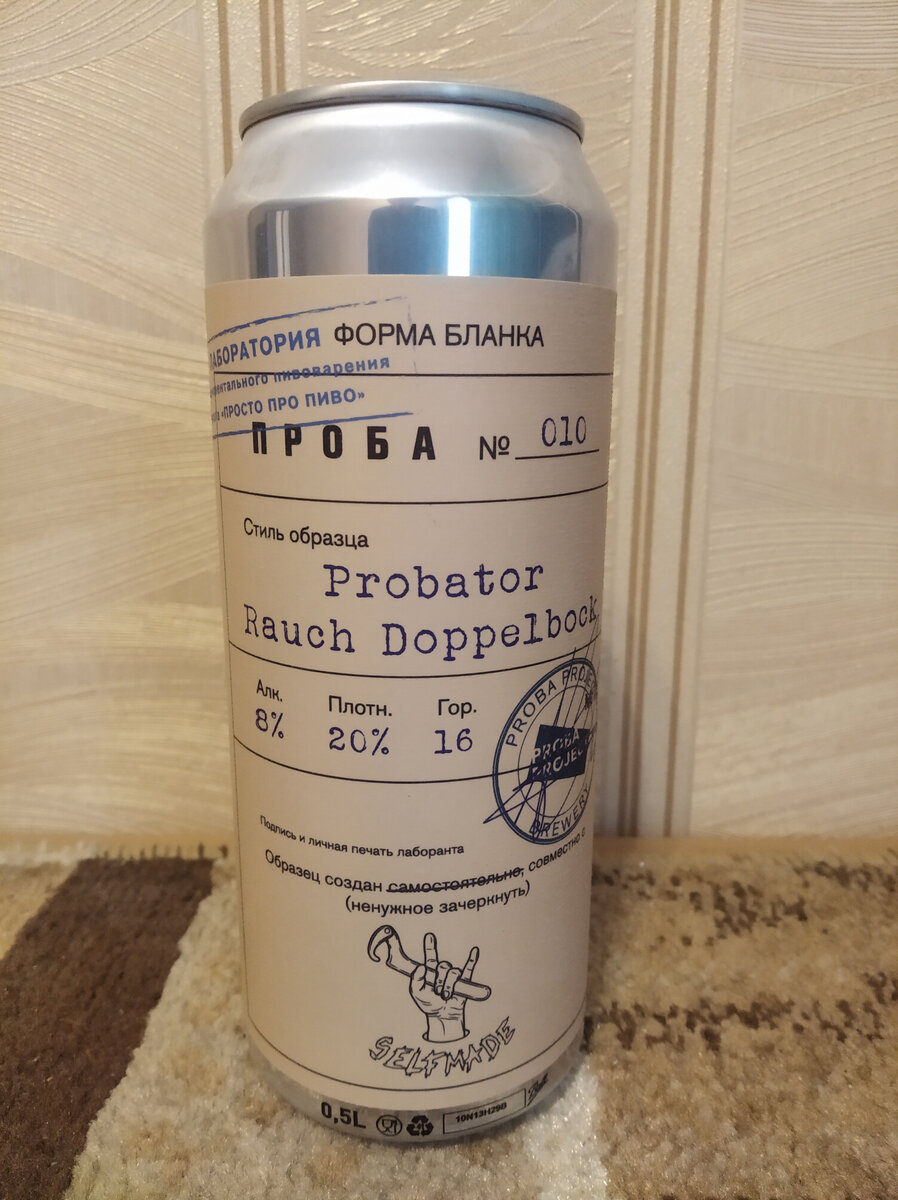 ЛАБОРАТОРИЯ
пивоварения
«ПРОСТО ПРО ПИВО»
ФОРМА БЛАНКА
ПРОБА № 010
Стиль образца
Probator
Rauch Doppelbock
Алк. Плотн. Гор.
8% 20% 16
PROBA PROJECT
PROBA
PROJECT
BREWERY
Подпись и личная печать лаборанта
Образец создан самостоятельно, совместно с
(ненужное зачеркнуть)
SELFMADE
0,5L
10N13H29B